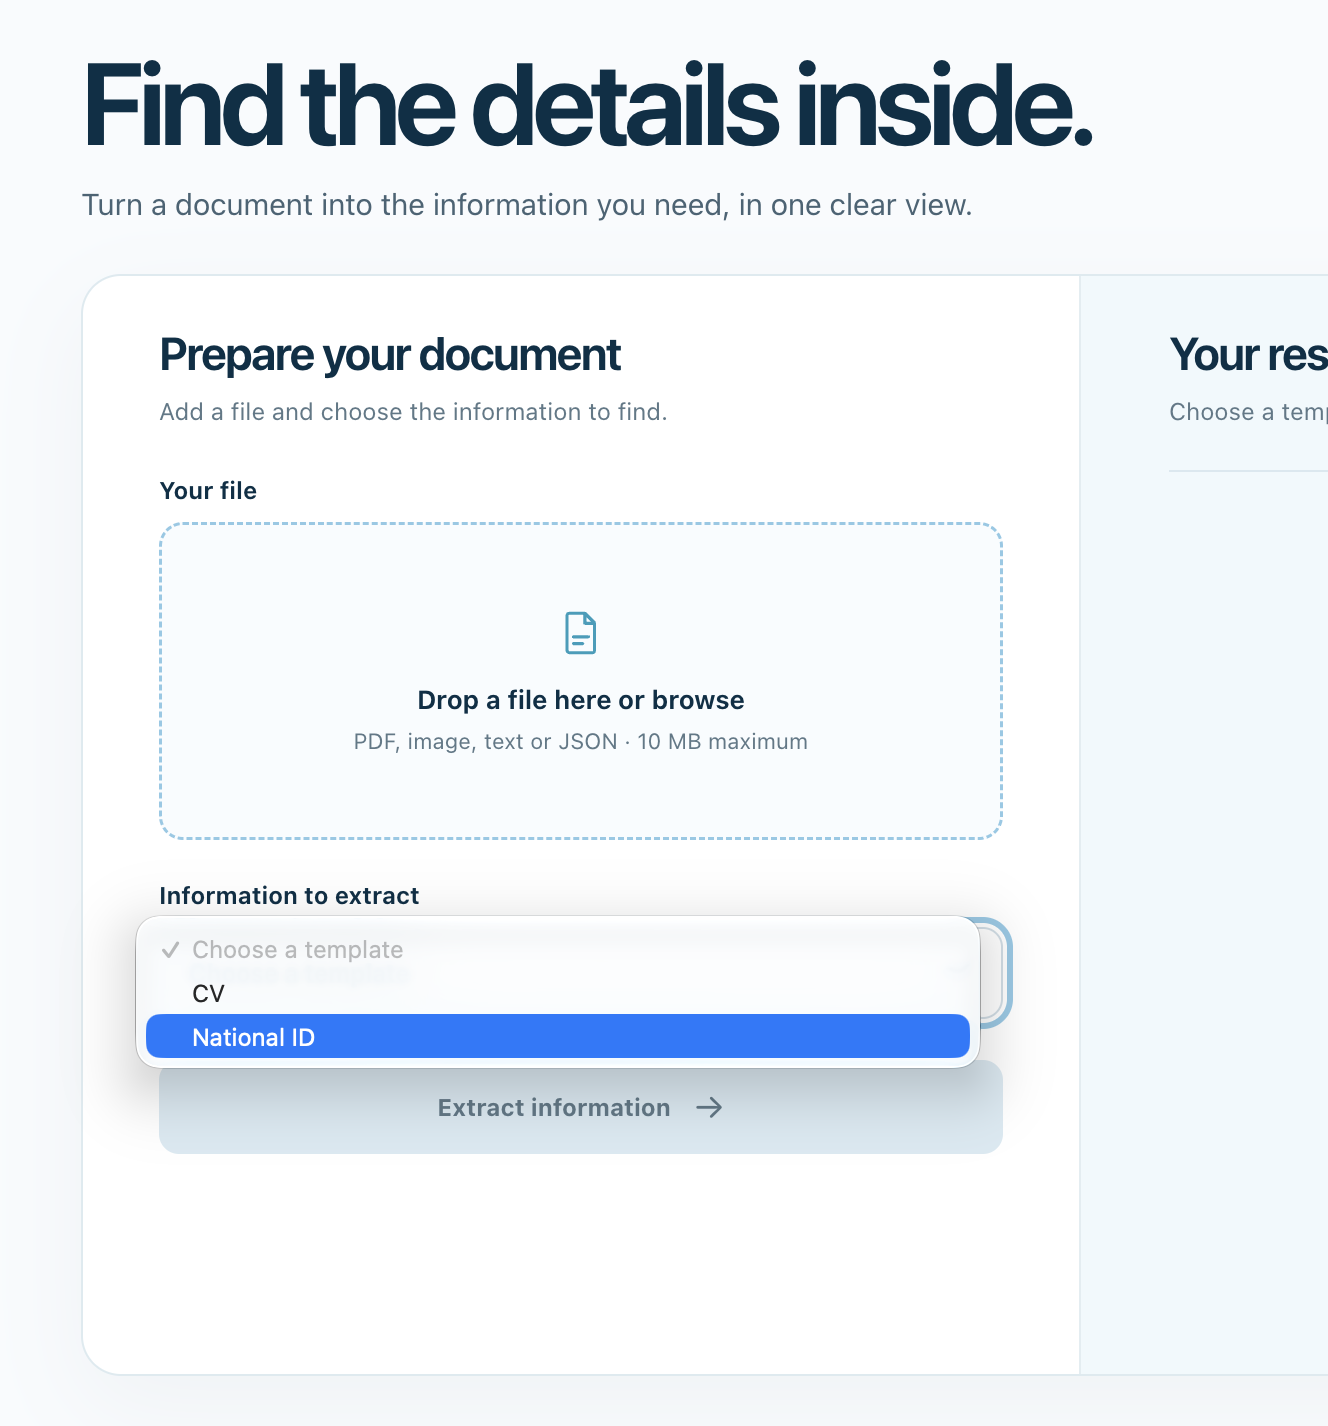 Find the details inside.
Turn a document into the information you need, in one clear view.
Prepare your document
Add a file and choose the information to find.
Your file
Drop a file here or browse
PDF, image, text or JSON · 10 MB maximum
Information to extract
Choose a template
CV
National ID
Extract information
Your res
Choose a temp